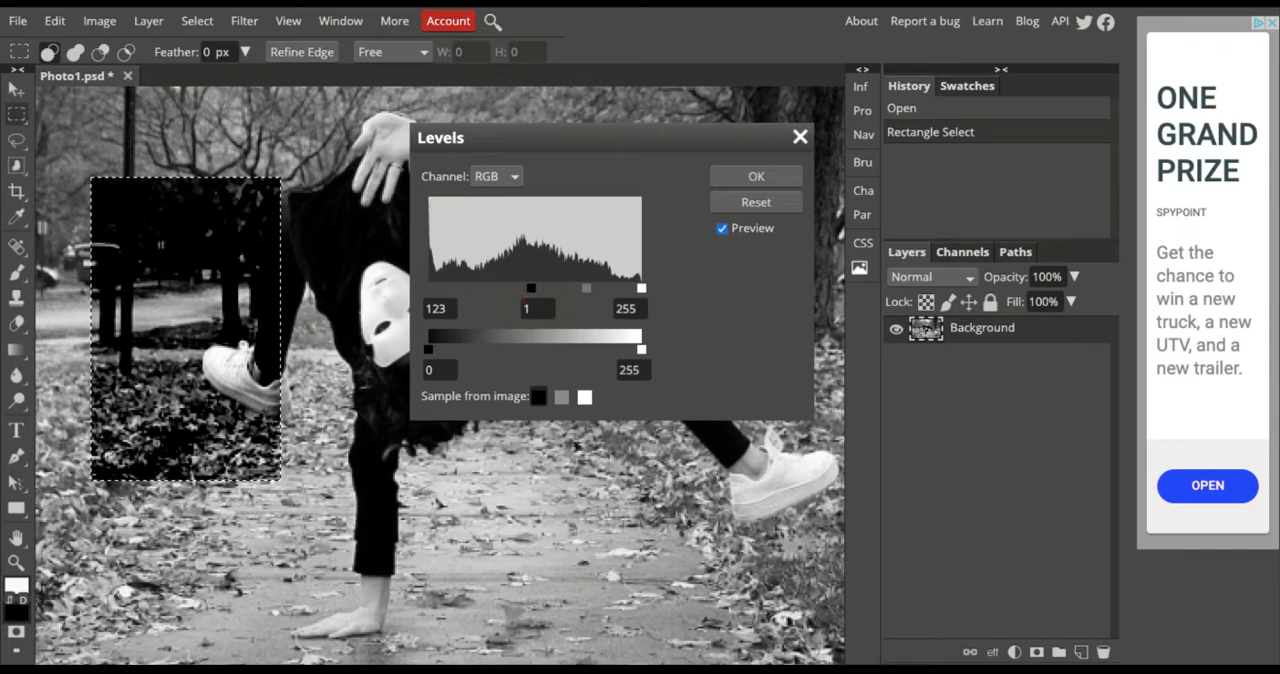 File Edit Image Layer Select Filter View Window More Account About Report a bug Learn Blog API
Feather: 0 px Refine Edge Free W: 0 H: 0
Photo1.psd *
Levels
Channel: RGB
OK
Reset
Preview
123 1 255
0 255
Sample from image:
Inf
Pro
Nav
Bru
Cha
Par
CSS
History Swatches
Open
Rectangle Select
Layers Channels Paths
Normal Opacity: 100%
Lock: Fill: 100%
Background
eff
D
ONE
GRAND
PRIZE
SPYPOINT
Get the
chance to
win a new
truck, a new
UTV, and a
new trailer.
OPEN